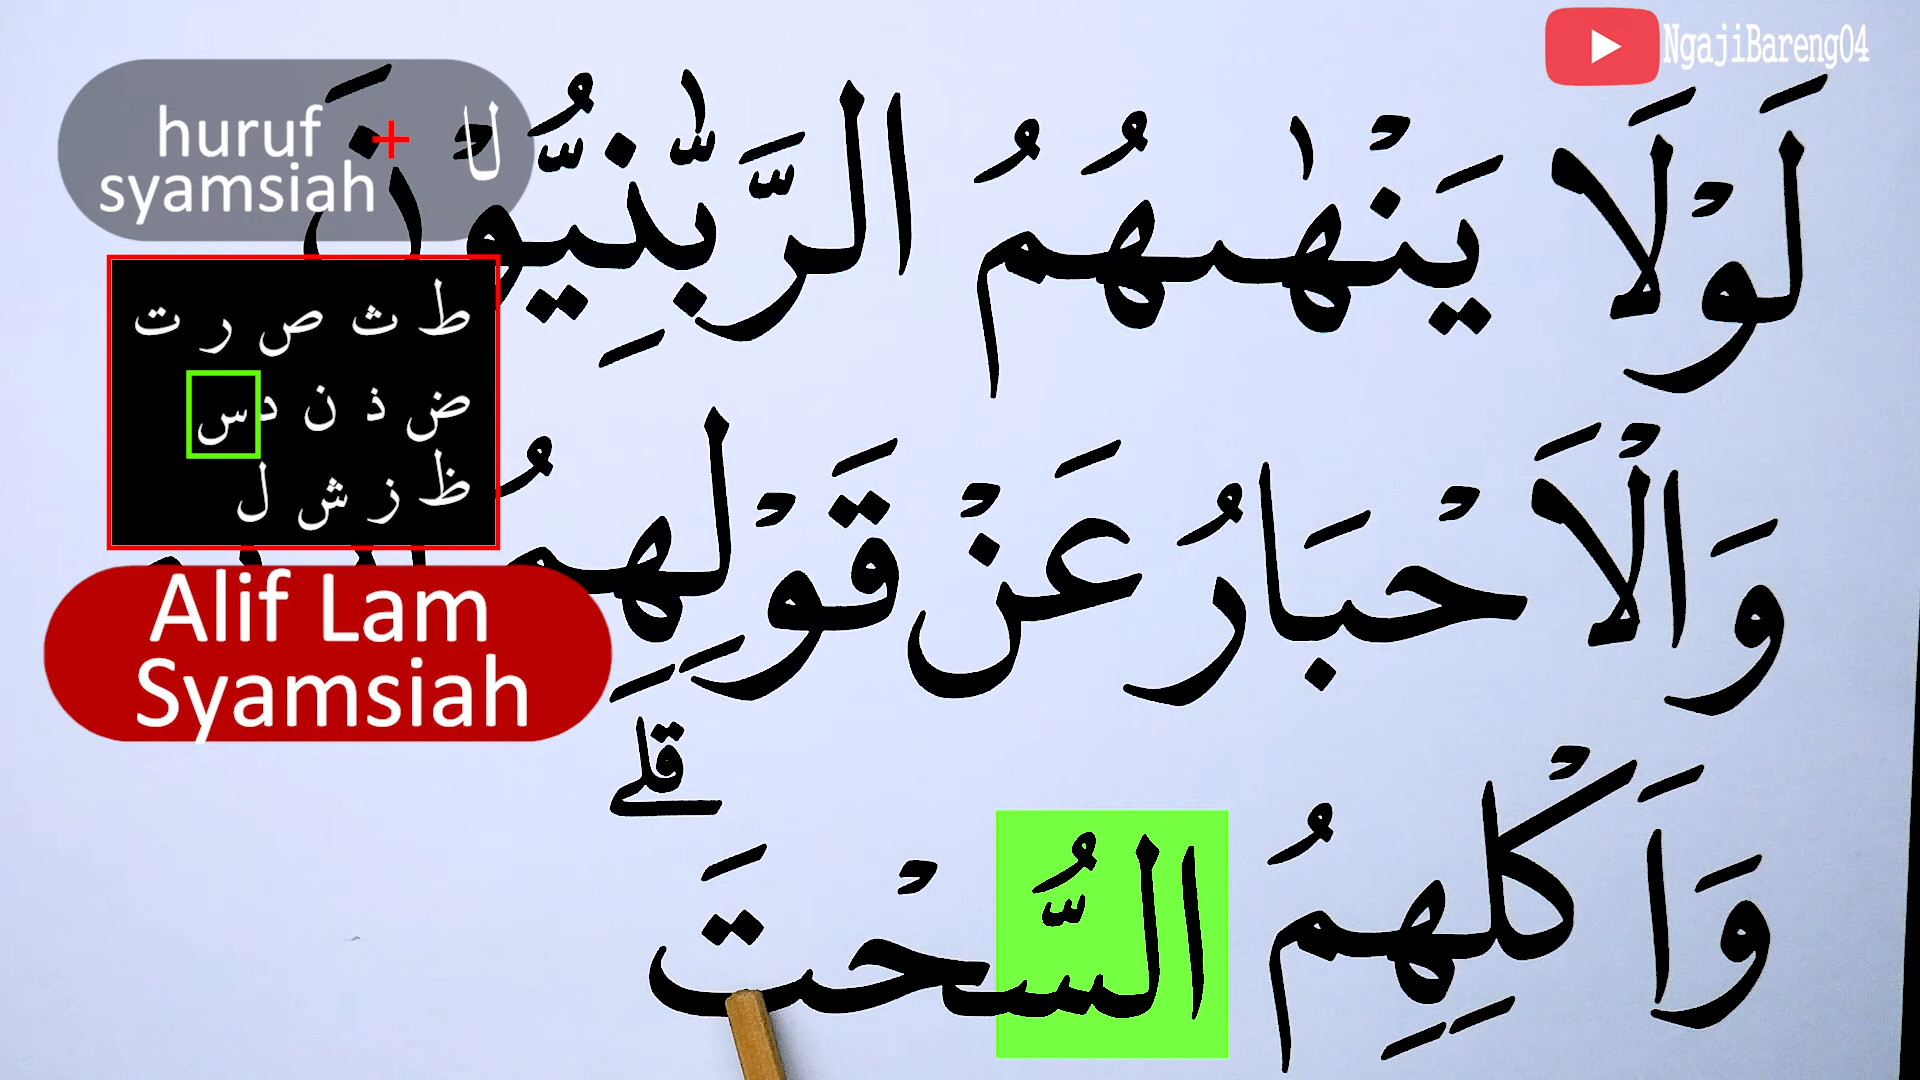 NgajiBareng04
huruf syamsiah + ل
لَوْلَا يَنْهٰىهُمُ الرَّبّٰنِيُّوْنَ
ط ث ص ر ت
ض ذ ن د س
ظ ز ش ل
وَالْاَحْبَارُ عَنْ قَوْلِهِمُ
Alif Lam
Syamsiah
ۗقلے
وَاَكْلِهِمُ السُّحْتَ